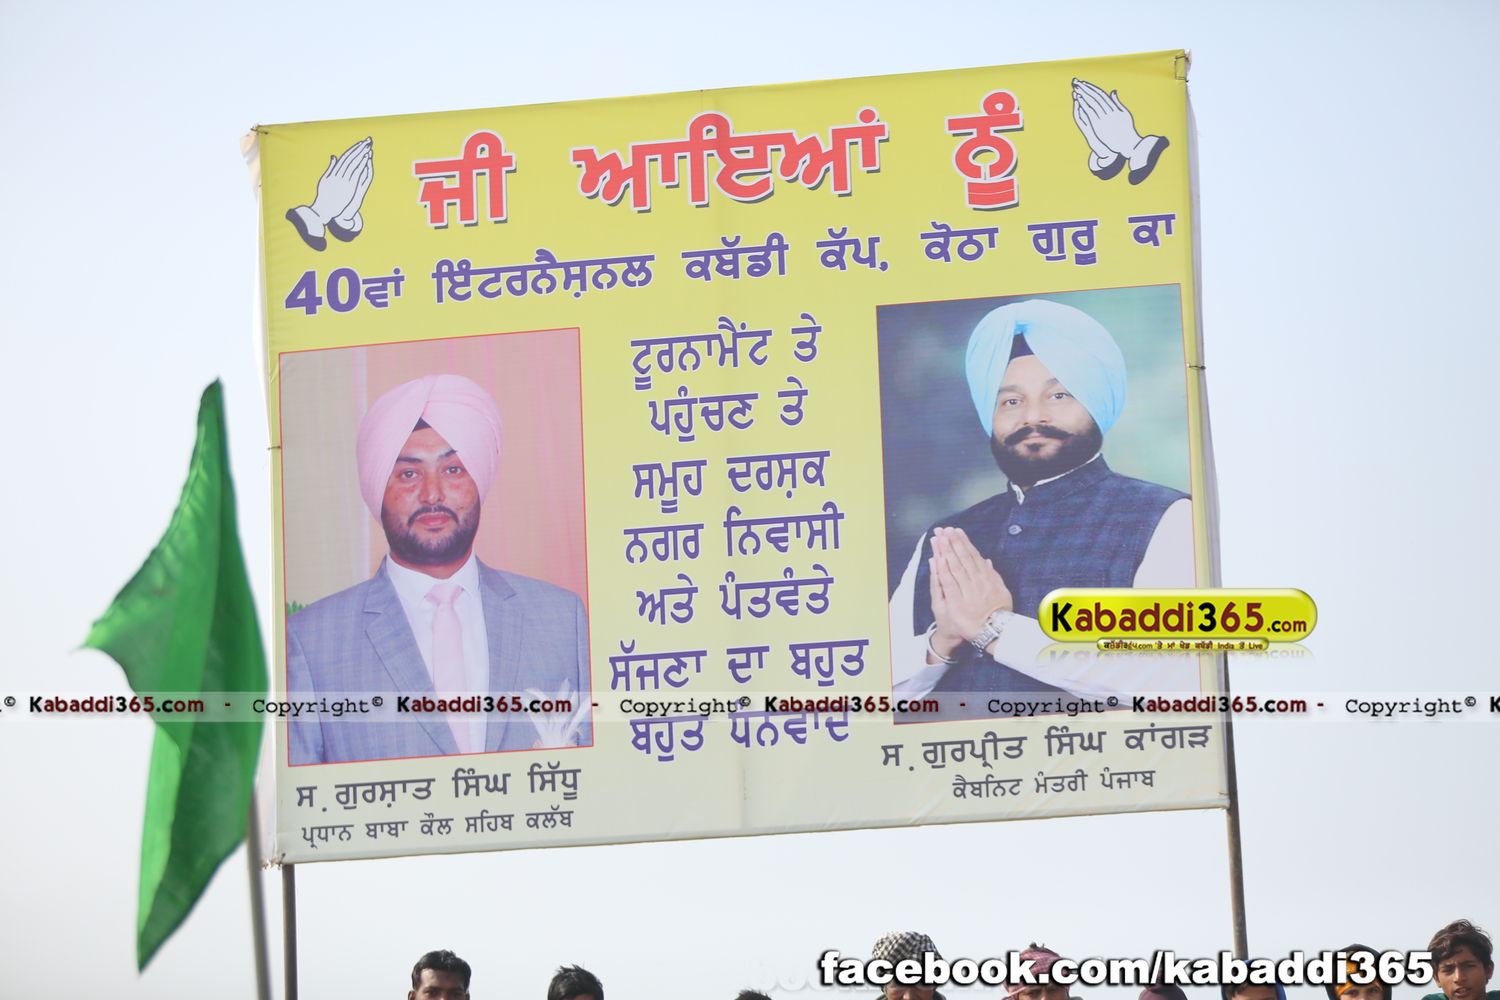 ਜੀ ਆਇਆਂ ਨੂੰ
40ਵਾਂ ਇੰਟਰਨੈਸ਼ਨਲ ਕਬੱਡੀ ਕੱਪ, ਕੋਠਾ ਗੁਰੂ ਕਾ
ਟੂਰਨਾਮੈਂਟ ਤੇ
ਪਹੁੰਚਣ ਤੇ
ਸਮੂਹ ਦਰਸ਼ਕ
ਨਗਰ ਨਿਵਾਸੀ
ਅਤੇ ਪੰਤਵੰਤੇ
ਸੱਜਣਾ ਦਾ ਬਹੁਤ
ਬਹੁਤ ਧੰਨਵਾਦ
ਸ. ਗੁਰਸ਼ਾਤ ਸਿੰਘ ਸਿੱਧੂ
ਪ੍ਰਧਾਨ ਬਾਬਾ ਕੌਲ ਸਹਿਬ ਕਲੱਬ
ਸ. ਗੁਰਪ੍ਰੀਤ ਸਿੰਘ ਕਾਂਗੜ
ਕੈਬਨਿਟ ਮੰਤਰੀ ਪੰਜਾਬ
Kabaddi365.com
© Kabaddi365.com - Copyright© Kabaddi365.com - Copyright© Kabaddi365.com - Copyright© Kabaddi365.com - Copyright© K
facebook.com/kabaddi365